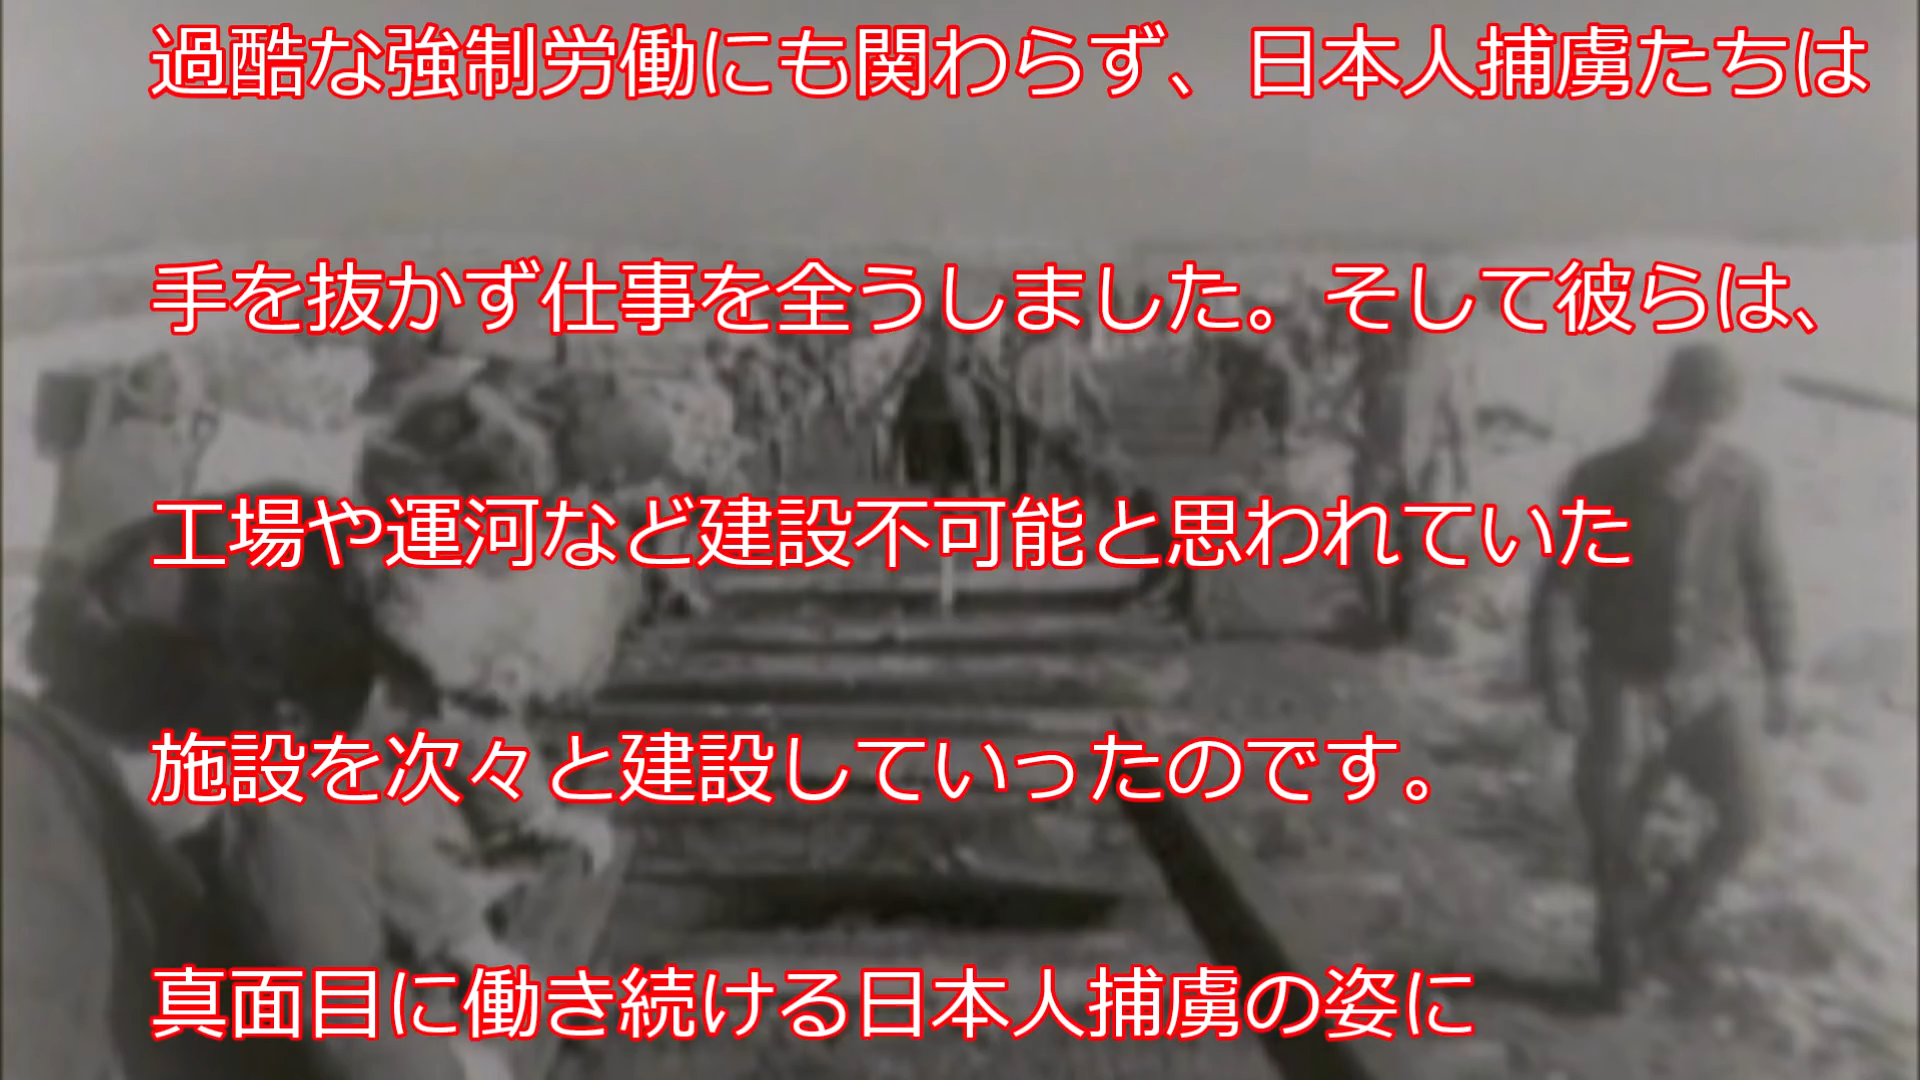 過酷な強制労働にも関わらず、日本人捕虜たちは
手を抜かず仕事を全うしました。そして彼らは、
工場や運河など建設不可能と思われていた
施設を次々と建設していったのです。
真面目に働き続ける日本人捕虜の姿に